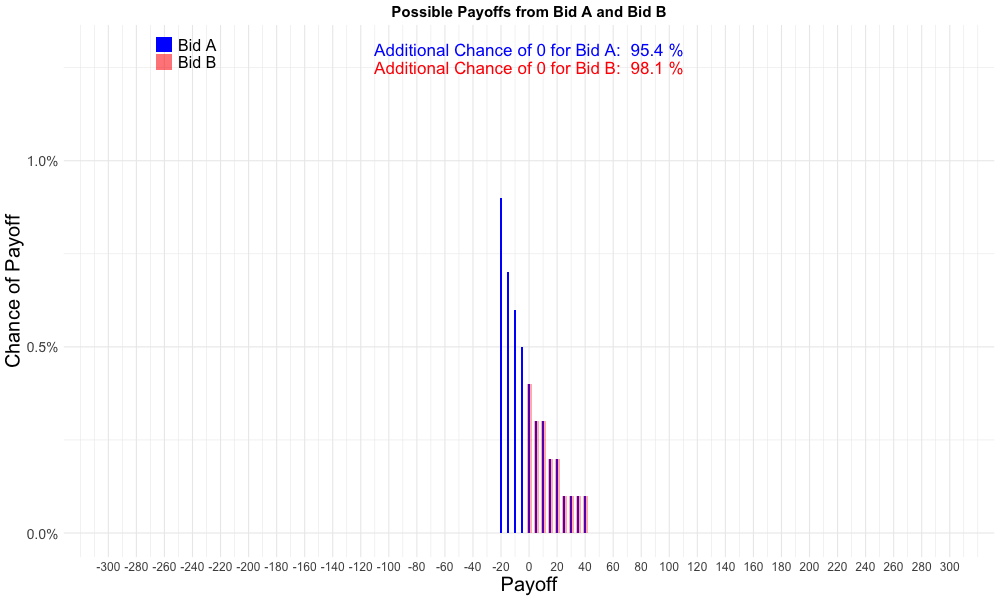 Possible Payoffs from Bid A and Bid B
Bid A
Bid B
Additional Chance of 0 for Bid A: 95.4 %
Additional Chance of 0 for Bid B: 98.1 %
Chance of Payoff
1.0%
0.5%
0.0%
-300 -280 -260 -240 -220 -200 -180 -160 -140 -120 -100 -80 -60 -40 -20 0 20 40 60 80 100 120 140 160 180 200 220 240 260 280 300
Payoff